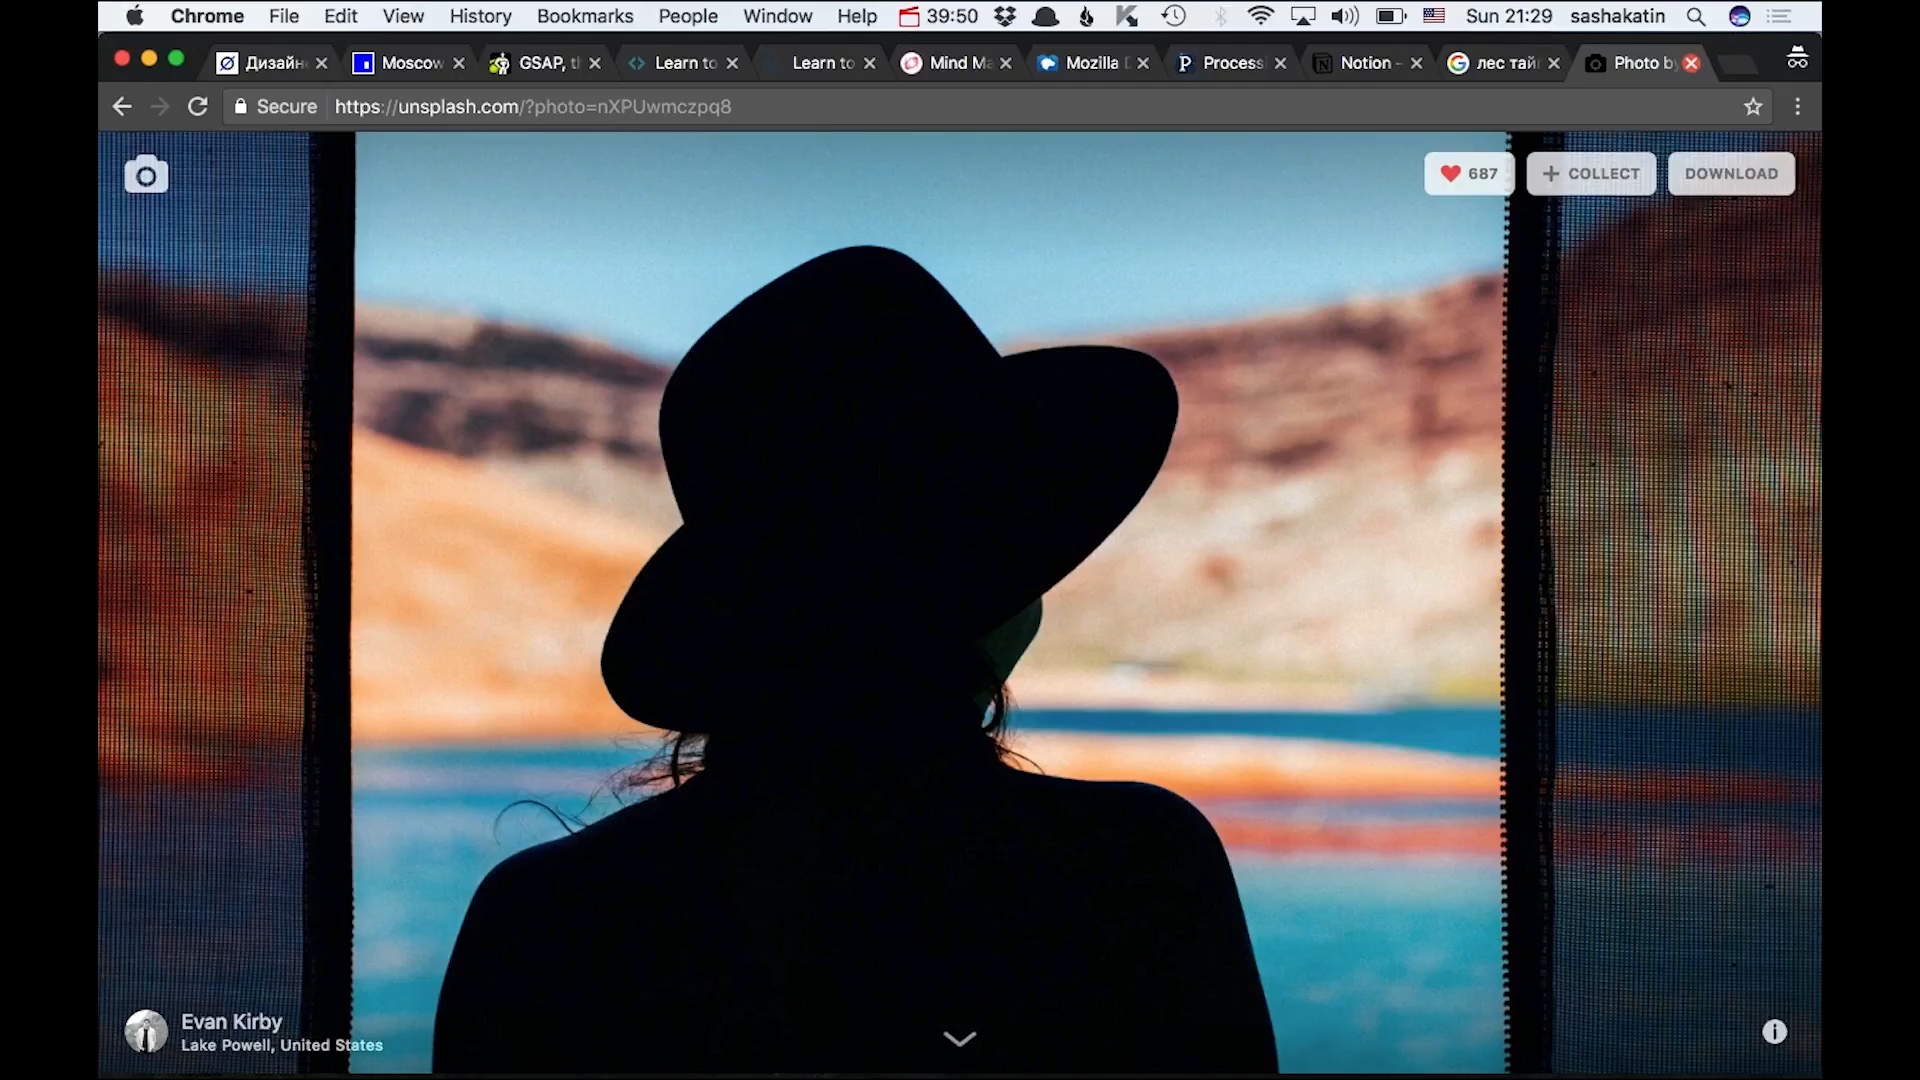 Chrome File Edit View History Bookmarks People Window Help 39:50 Sun 21:29 sashakatin
Дизайн Moscow GSAP, t Learn to Learn to Mind Ma Mozilla D Process Notion - лес тай Photo by
Secure https://unsplash.com/?photo=nXPUwmczpq8
687 COLLECT DOWNLOAD
Evan Kirby
Lake Powell, United States